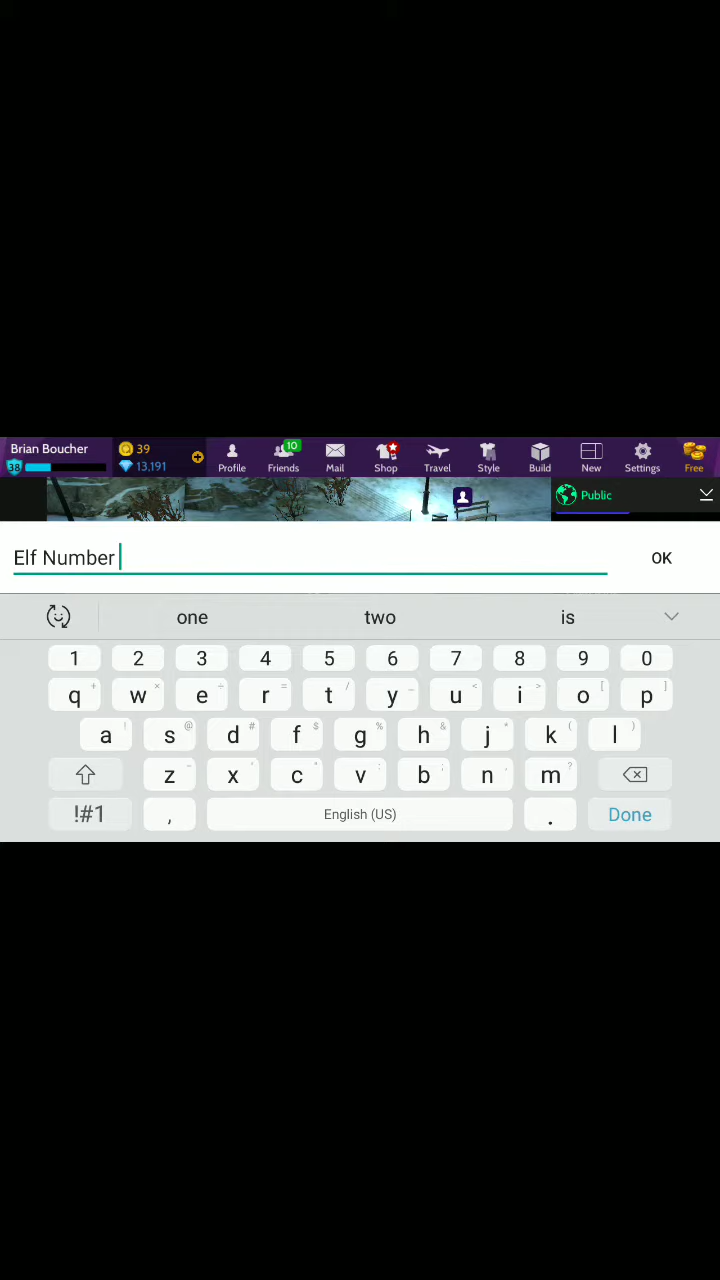 Brian Boucher
38
39
13,191
10
Profile
Friends
Mail
Shop
Travel
Style
Build
New
Settings
Free
Public
Elf Number
OK
one two is
1 2 3 4 5 6 7 8 9 0
q w e r t y u i o p
a s d f g h j k l
z x c v b n m
!#1 , English (US) . Done